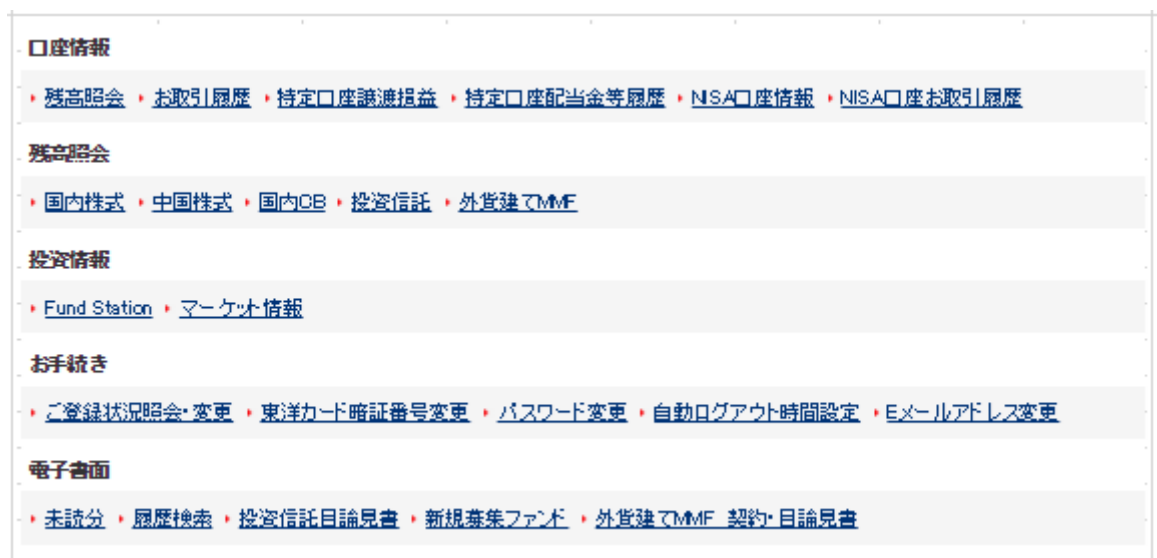 口座情報
残高照会 お取引履歴 特定口座譲渡損益 特定口座配当金等履歴 NISA口座情報 NISA口座お取引履歴
残高照会
国内株式 中国株式 国内CB 投資信託 外貨建てMMF
投資情報
Fund Station マーケット情報
お手続き
ご登録状況照会・変更 東洋カード暗証番号変更 パスワード変更 自動ログアウト時間設定 Eメールアドレス変更
電子書面
未読分 履歴検索 投資信託目論見書 新規募集ファンド 外貨建てMMF 契約・目論見書